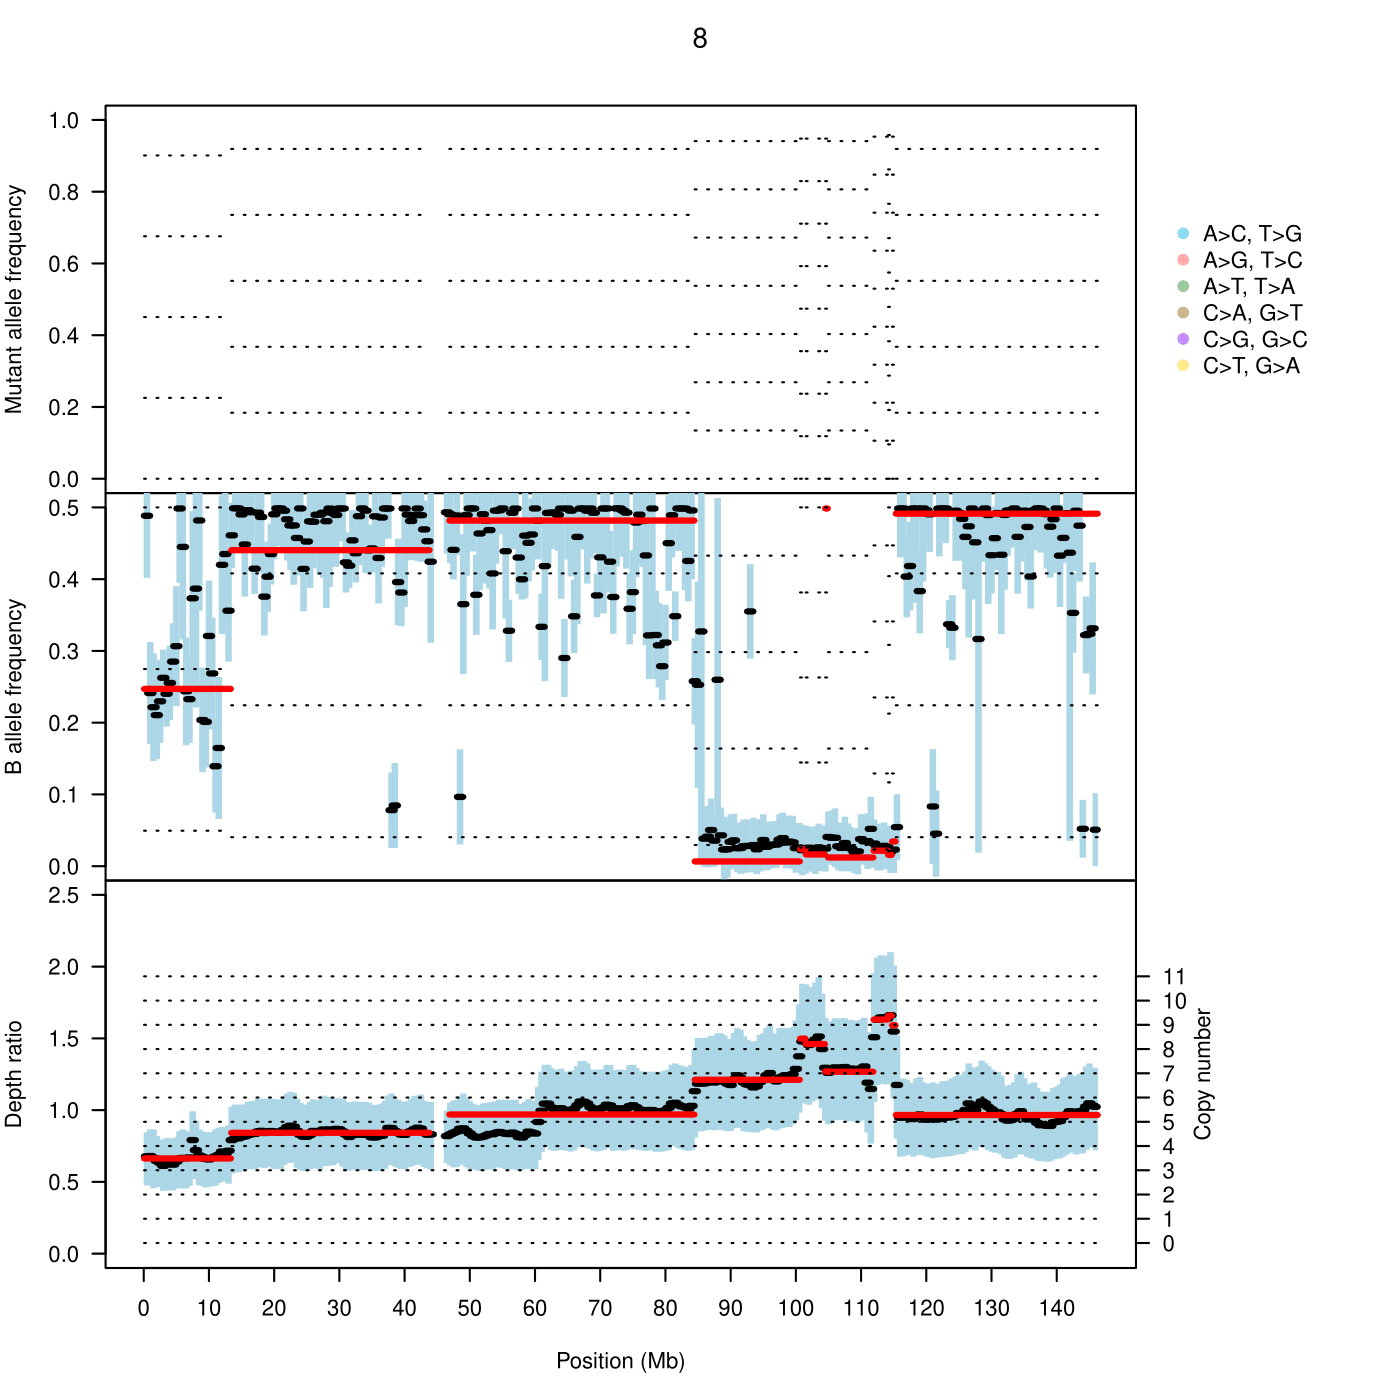 8
Mutant allele frequency
1.0
0.8
0.6
0.4
0.2
0.0
A>C, T>G
A>G, T>C
A>T, T>A
C>A, G>T
C>G, G>C
C>T, G>A
B allele frequency
0.5
0.4
0.3
0.2
0.1
0.0
Depth ratio
2.5
2.0
1.5
1.0
0.5
0.0
11
10
9
8
7
6
5
4
3
2
1
0
Copy number
0 10 20 30 40 50 60 70 80 90 100 110 120 130 140
Position (Mb)